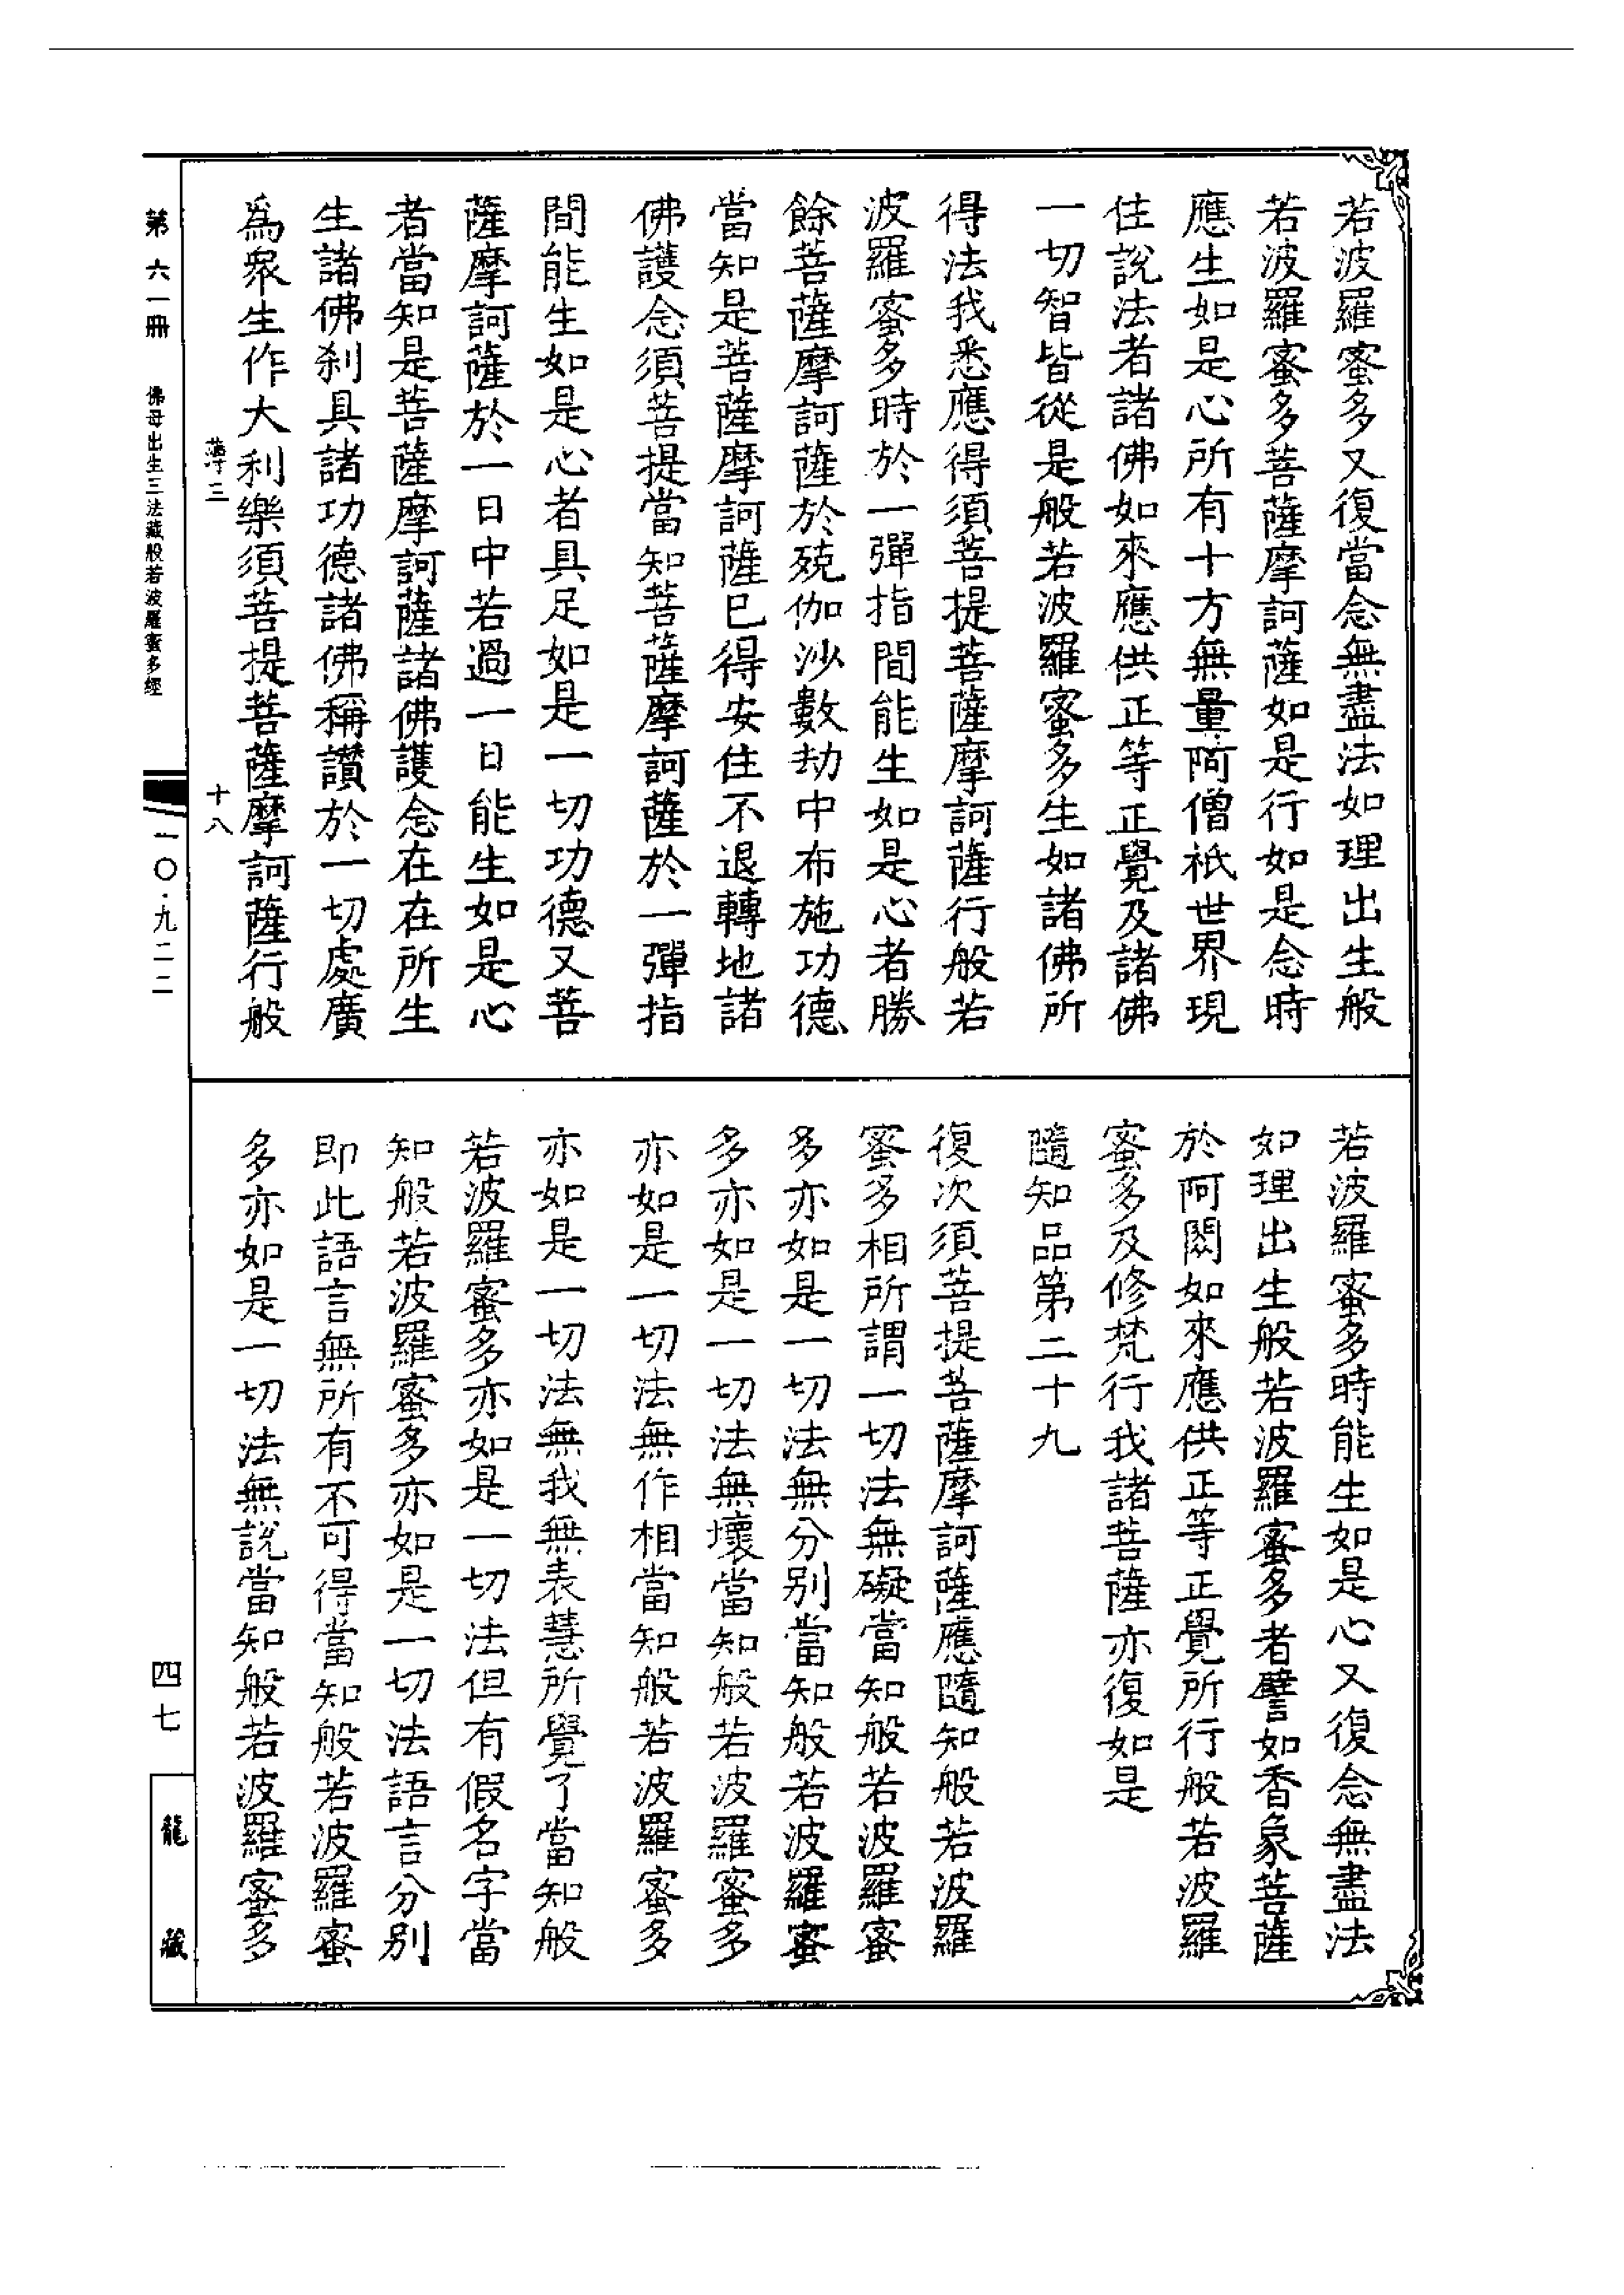 若波羅蜜多又復當念無盡法如理出生般
若波羅蜜多菩薩摩訶薩如是行如是念時
應生如是心所有十方無量阿僧祇世界現
住說法者諸佛如來應供正等正覺及諸佛
一切智皆從是般若波羅蜜多生如諸佛所
得法我悉應得須菩提菩薩摩訶薩行般若
波羅蜜多時於一彈指間能生如是心者勝
餘菩薩摩訶薩於殑伽沙數劫中布施功德
當知是菩薩摩訶薩已得安住不退轉地諸
佛護念須菩提當知菩薩摩訶薩於一彈指
間能生如是心者具足如是一切功德又菩
薩摩訶薩於一日中若過一日能生如是心
者當知是菩薩摩訶薩諸佛護念在在所生
生諸佛刹具諸功德諸佛稱讚於一切處廣
為衆生作大利樂須菩提菩薩摩訶薩行般
若波羅蜜多時能生如是心又復念無盡法
如理出生般若波羅蜜多者譬如香象菩薩
於阿閦如來應供正等正覺所行般若波羅
蜜多及修梵行我諸菩薩亦復如是
隨知品第二十九
復次須菩提菩薩摩訶薩應隨知般若波羅
蜜多相所謂一切法無礙當知般若波羅蜜
多亦如是一切法無分别當知般若波羅蜜
多亦如是一切法無壞當知般若波羅蜜多
亦如是一切法無作相當知般若波羅蜜多
亦如是一切法無我無表慧所覺了當知般
若波羅蜜多亦如是一切法但有假名字當
知般若波羅蜜多亦如是一切法語言分别
即此語言無所有不可得當知般若波羅蜜
多亦如是一切法無說當知般若波羅蜜多
薄三
十八
第六一冊
佛母出生三法藏般若波羅蜜多經
一〇·九二二
四七
龍藏